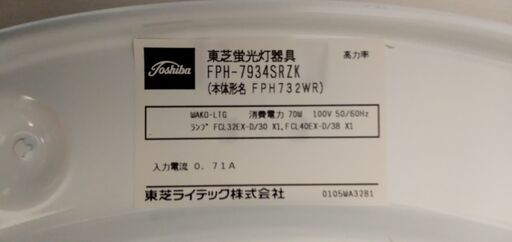 東芝蛍光灯器具
高力率
Toshiba
FPH-7934SRZK
(本体形名 FPH732WR)
WAKO-LTG 消費電力 70W 100V 50/60Hz
ランプ FCL32EX-D/30 X1,FCL40EX-D/38 X1
入力電流 0.71A
東芝ライテック株式会社
0105WA3281